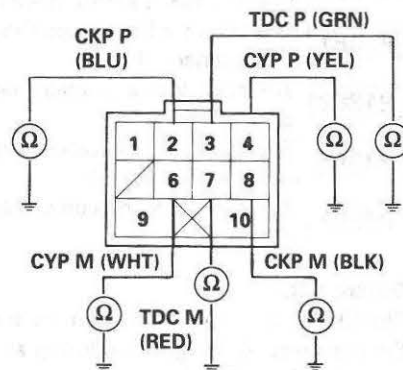 TDC P (GRN)
CKP P
(BLU)
CYP P (YEL)
Ω
Ω
Ω
1 2 3 4
6 7 8
9 10
CYP M (WHT)
CKP M (BLK)
Ω
Ω
Ω
TDC M
(RED)